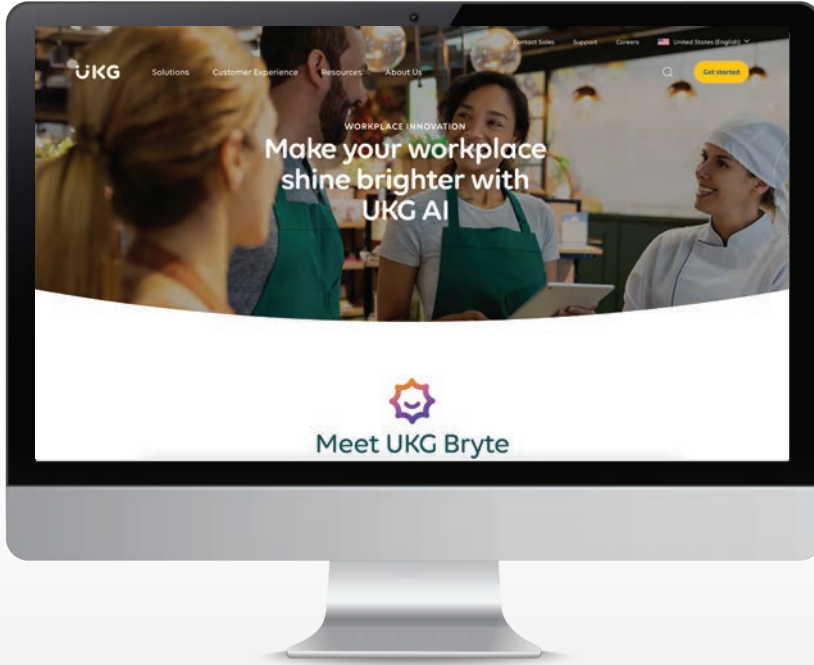 Contact Sales Support Careers United States (English)
UKG Solutions Customer Experience Resources About Us Get started
WORKPLACE INNOVATION
Make your workplace
shine brighter with
UKG AI
Meet UKG Bryte